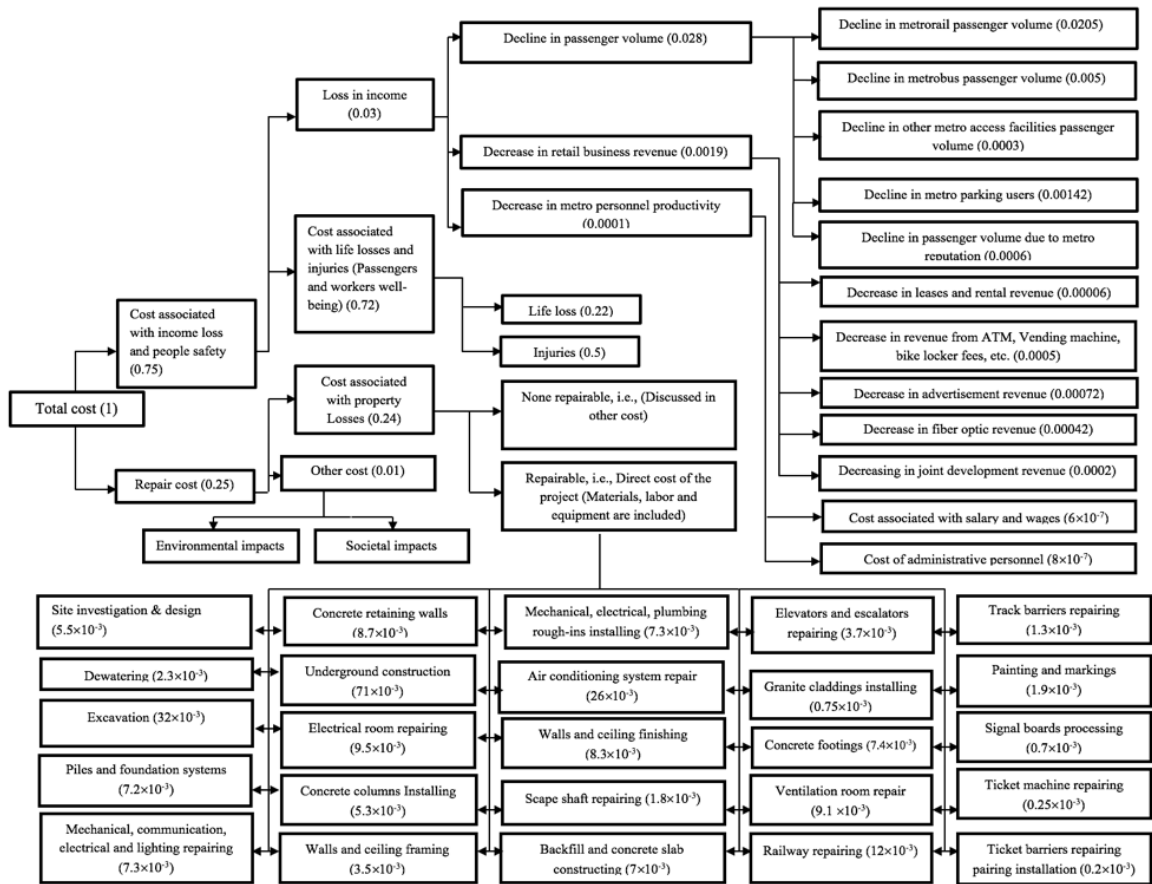 Total cost (1)
Cost associated
with income loss
and people safety
(0.75)
Repair cost (0.25)
Loss in income
(0.03)
Cost associated
with life losses and
injuries (Passengers
and workers well-
being) (0.72)
Cost associated
with property
Losses (0.24)
Other cost (0.01)
Environmental impacts
Societal impacts
Decline in passenger volume (0.028)
Decrease in retail business revenue (0.0019)
Decrease in metro personnel productivity
(0.0001)
Life loss (0.22)
Injuries (0.5)
None repairable, i.e., (Discussed in
other cost)
Repairable, i.e., Direct cost of the
project (Materials, labor and
equipment are included)
Decline in metrorail passenger volume (0.0205)
Decline in metrobus passenger volume (0.005)
Decline in other metro access facilities passenger
volume (0.0003)
Decline in metro parking users (0.00142)
Decline in passenger volume due to metro
reputation (0.0006)
Decrease in leases and rental revenue (0.00006)
Decrease in revenue from ATM, Vending machine,
bike locker fees, etc. (0.0005)
Decrease in advertisement revenue (0.00072)
Decrease in fiber optic revenue (0.00042)
Decreasing in joint development revenue (0.0002)
Cost associated with salary and wages (6×10⁻⁷)
Cost of administrative personnel (8×10⁻⁷)
Site investigation & design
(5.5×10⁻³)
Dewatering (2.3×10⁻³)
Excavation (32×10⁻³)
Piles and foundation systems
(7.2×10⁻³)
Mechanical, communication,
electrical and lighting repairing
(7.3×10⁻³)
Concrete retaining walls
(8.7×10⁻³)
Underground construction
(71×10⁻³)
Electrical room repairing
(9.5×10⁻³)
Concrete columns Installing
(5.3×10⁻³)
Walls and ceiling framing
(3.5×10⁻³)
Mechanical, electrical, plumbing
rough-ins installing (7.3×10⁻³)
Air conditioning system repair
(26×10⁻³)
Walls and ceiling finishing
(8.3×10⁻³)
Scape shaft repairing (1.8×10⁻³)
Backfill and concrete slab
constructing (7×10⁻³)
Elevators and escalators
repairing (3.7×10⁻³)
Granite claddings installing
(0.75×10⁻³)
Concrete footings (7.4×10⁻³)
Ventilation room repair
(9.1 ×10⁻³)
Railway repairing (12×10⁻³)
Track barriers repairing
(1.3×10⁻³)
Painting and markings
(1.9×10⁻³)
Signal boards processing
(0.7×10⁻³)
Ticket machine repairing
(0.25×10⁻³)
Ticket barriers repairing
pairing installation (0.2×10⁻³)